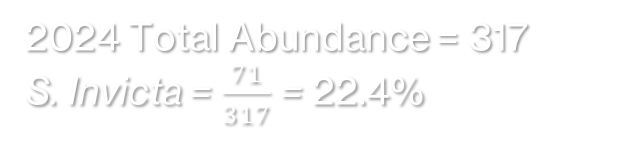 2024 Total Abundance = 317
S. Invicta = 71/317 = 22.4%